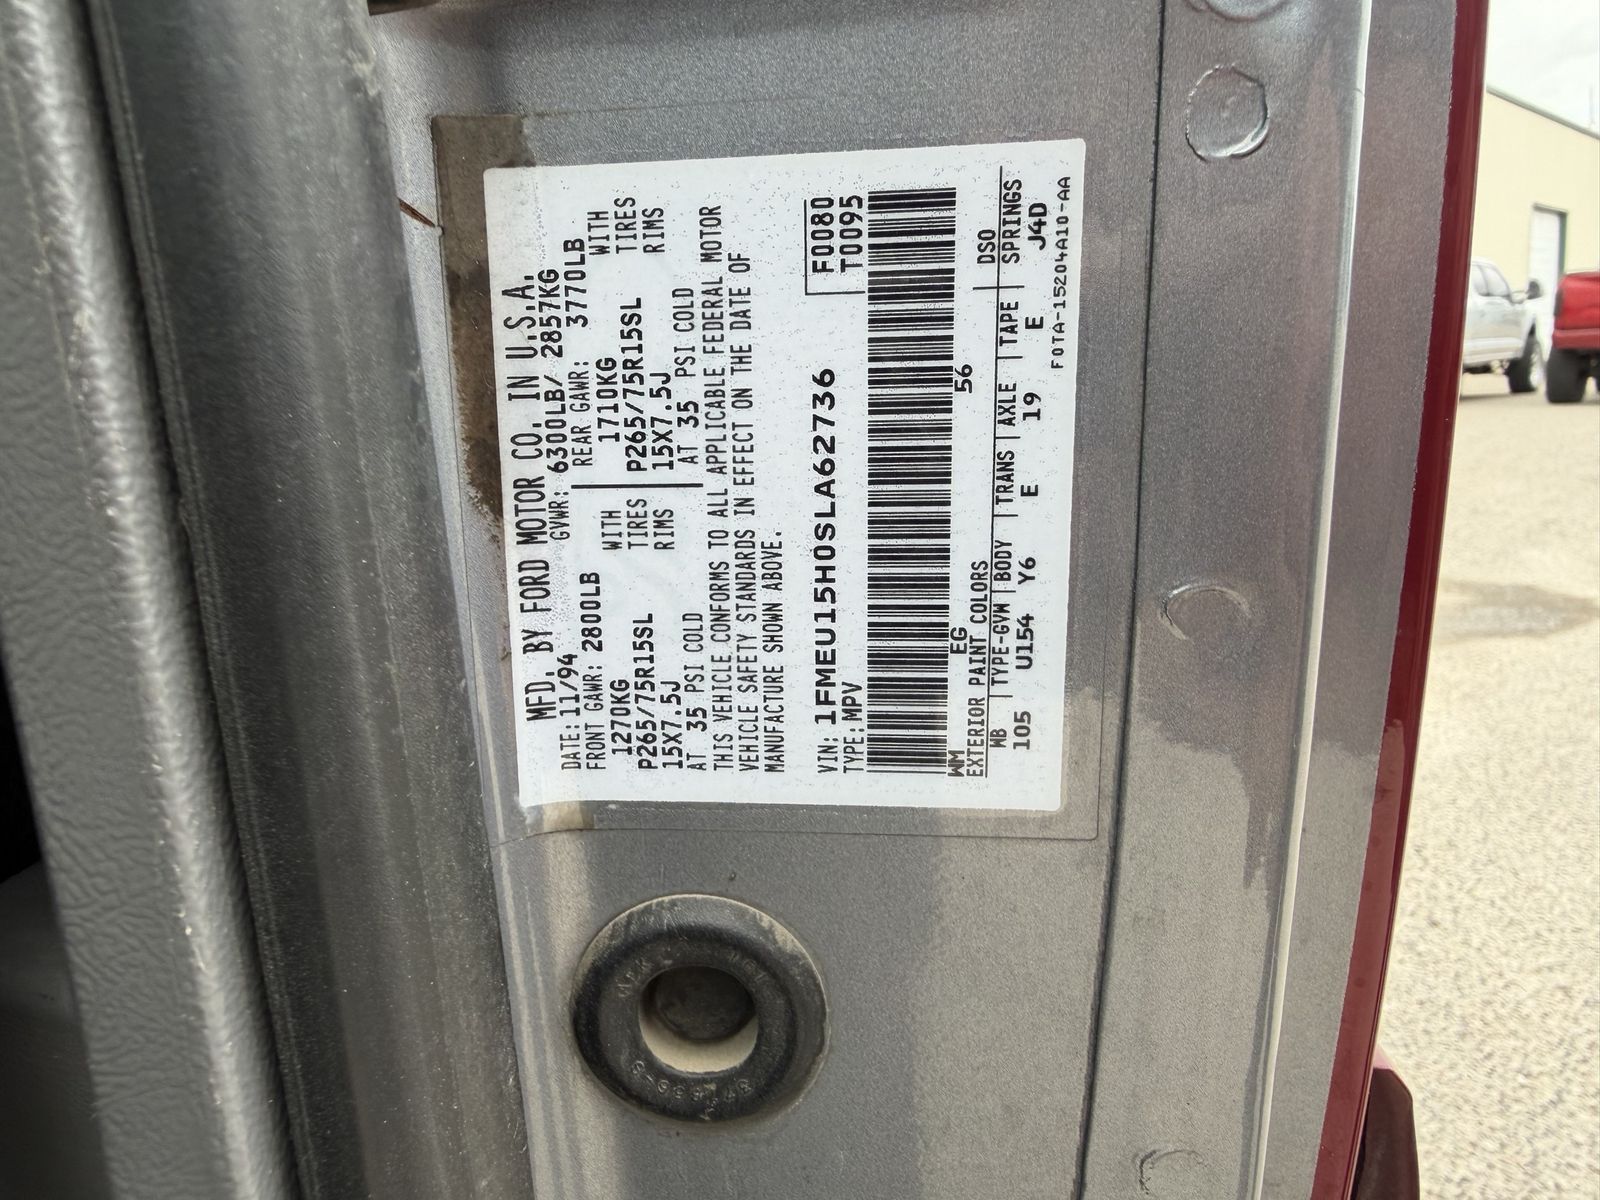 MFD. BY FORD MOTOR CO. IN U.S.A.
DATE: 11/94 GVWR: 6300LB/ 2857KG
FRONT GAWR: 2800LB REAR GAWR: 3770LB
1270KG WITH 1710KG WITH
P265/75R15SL TIRES P265/75R15SL TIRES
15X7.5J RIMS 15X7.5J RIMS
AT 35 PSI COLD AT 35 PSI COLD
THIS VEHICLE CONFORMS TO ALL APPLICABLE FEDERAL MOTOR
VEHICLE SAFETY STANDARDS IN EFFECT ON THE DATE OF
MANUFACTURE SHOWN ABOVE.
F0080
VIN: 1FMEU15H0SLA62736 T0095
TYPE: MPV
WM EG 56
EXTERIOR PAINT COLORS DSO
WB TYPE-GVW BODY TRANS AXLE TAPE SPRINGS
105 U154 Y6 E 19 E J4D
F0TA-15204A10-AA